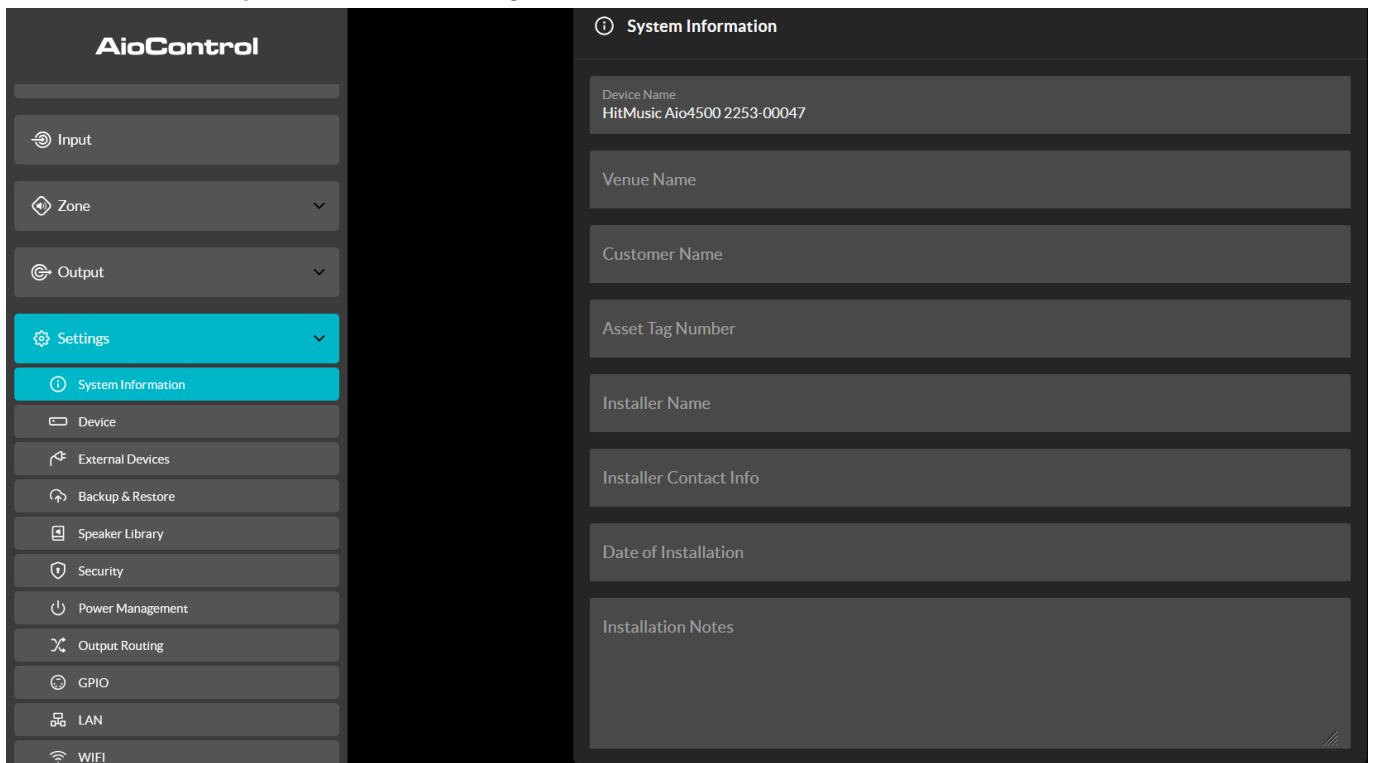 AioControl
Input
Zone
Output
Settings
System Information
Device
External Devices
Backup & Restore
Speaker Library
Security
Power Management
Output Routing
GPIO
LAN
WIFI
System Information
Device Name
HitMusic Aio4500 2253-00047
Venue Name
Customer Name
Asset Tag Number
Installer Name
Installer Contact Info
Date of Installation
Installation Notes